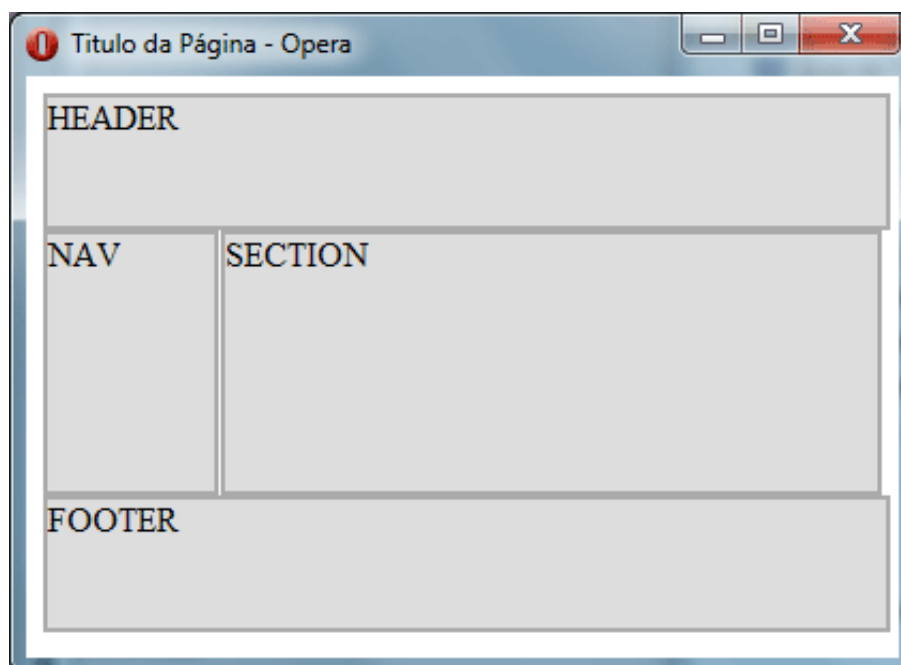 Titulo da Página - Opera
HEADER
NAV
SECTION
FOOTER